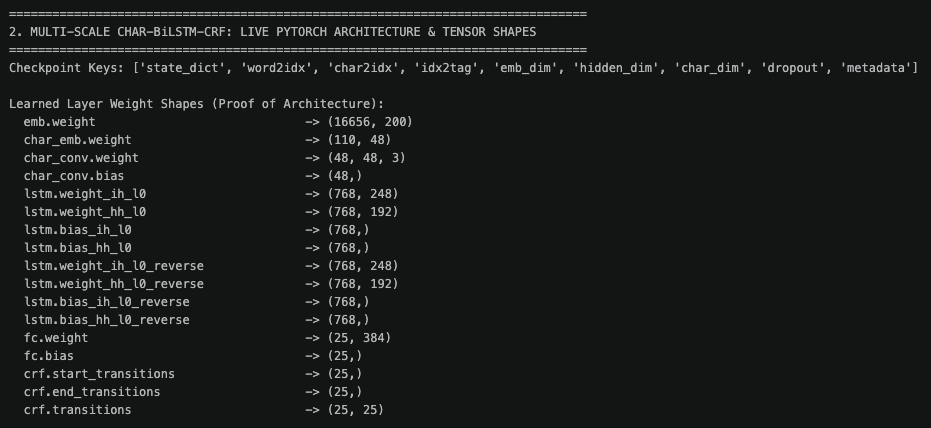 ================================================================================
2. MULTI-SCALE CHAR-BiLSTM-CRF: LIVE PYTORCH ARCHITECTURE & TENSOR SHAPES
================================================================================
Checkpoint Keys: ['state_dict', 'word2idx', 'char2idx', 'idx2tag', 'emb_dim', 'hidden_dim', 'char_dim', 'dropout', 'metadata']

Learned Layer Weight Shapes (Proof of Architecture):
  emb.weight                             -> (16656, 200)
  char_emb.weight                        -> (110, 48)
  char_conv.weight                       -> (48, 48, 3)
  char_conv.bias                         -> (48,)
  lstm.weight_ih_l0                      -> (768, 248)
  lstm.weight_hh_l0                      -> (768, 192)
  lstm.bias_ih_l0                        -> (768,)
  lstm.bias_hh_l0                        -> (768,)
  lstm.weight_ih_l0_reverse              -> (768, 248)
  lstm.weight_hh_l0_reverse              -> (768, 192)
  lstm.bias_ih_l0_reverse                -> (768,)
  lstm.bias_hh_l0_reverse                -> (768,)
  fc.weight                              -> (25, 384)
  fc.bias                                -> (25,)
  crf.start_transitions                  -> (25,)
  crf.end_transitions                    -> (25,)
  crf.transitions                        -> (25, 25)